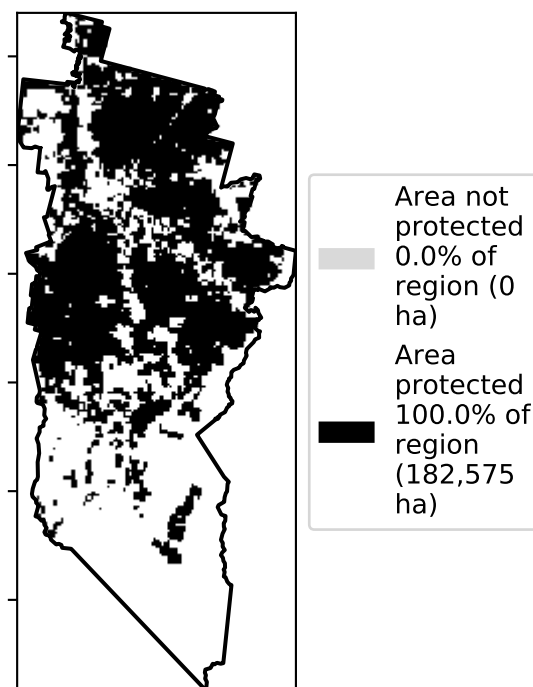 Area not
protected
0.0% of
region (0
ha)
Area
protected
100.0% of
region
(182,575
ha)